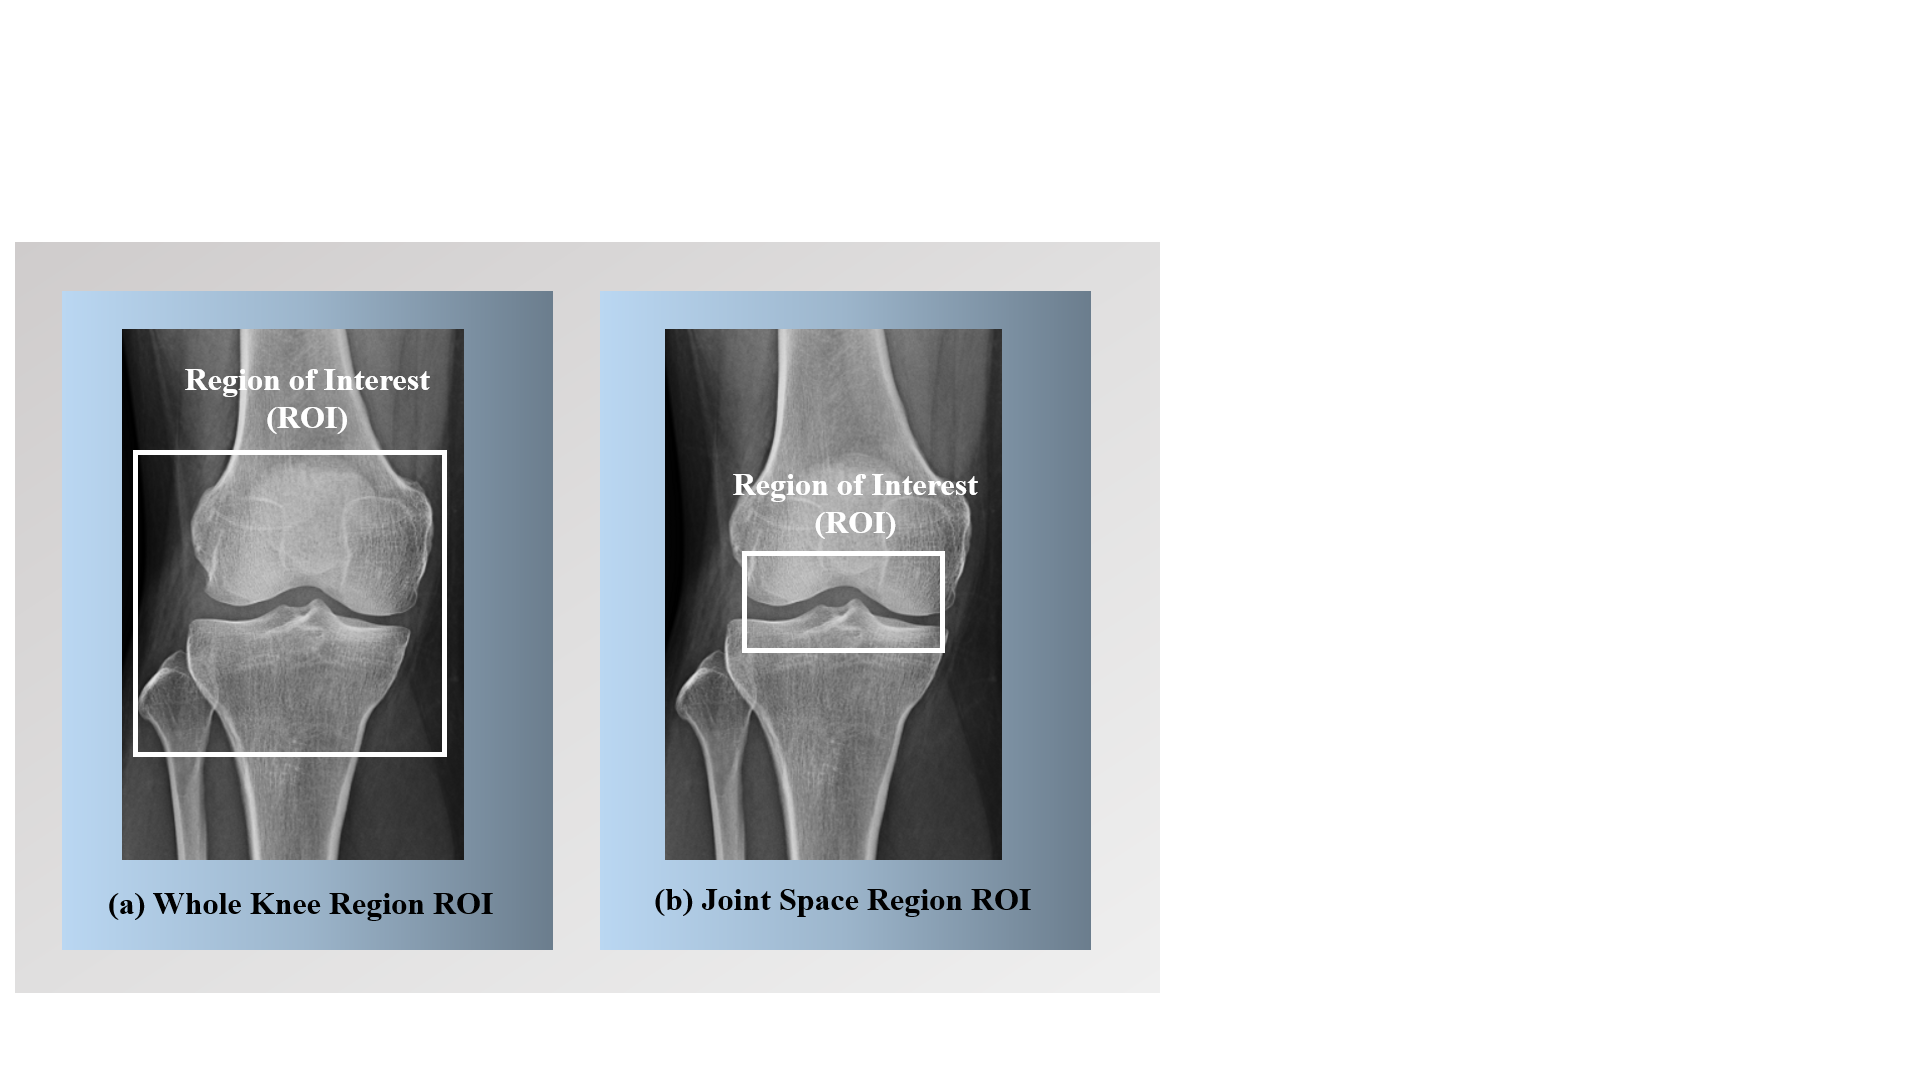 Region of Interest
(ROI)
(a) Whole Knee Region ROI
Region of Interest
(ROI)
(b) Joint Space Region ROI